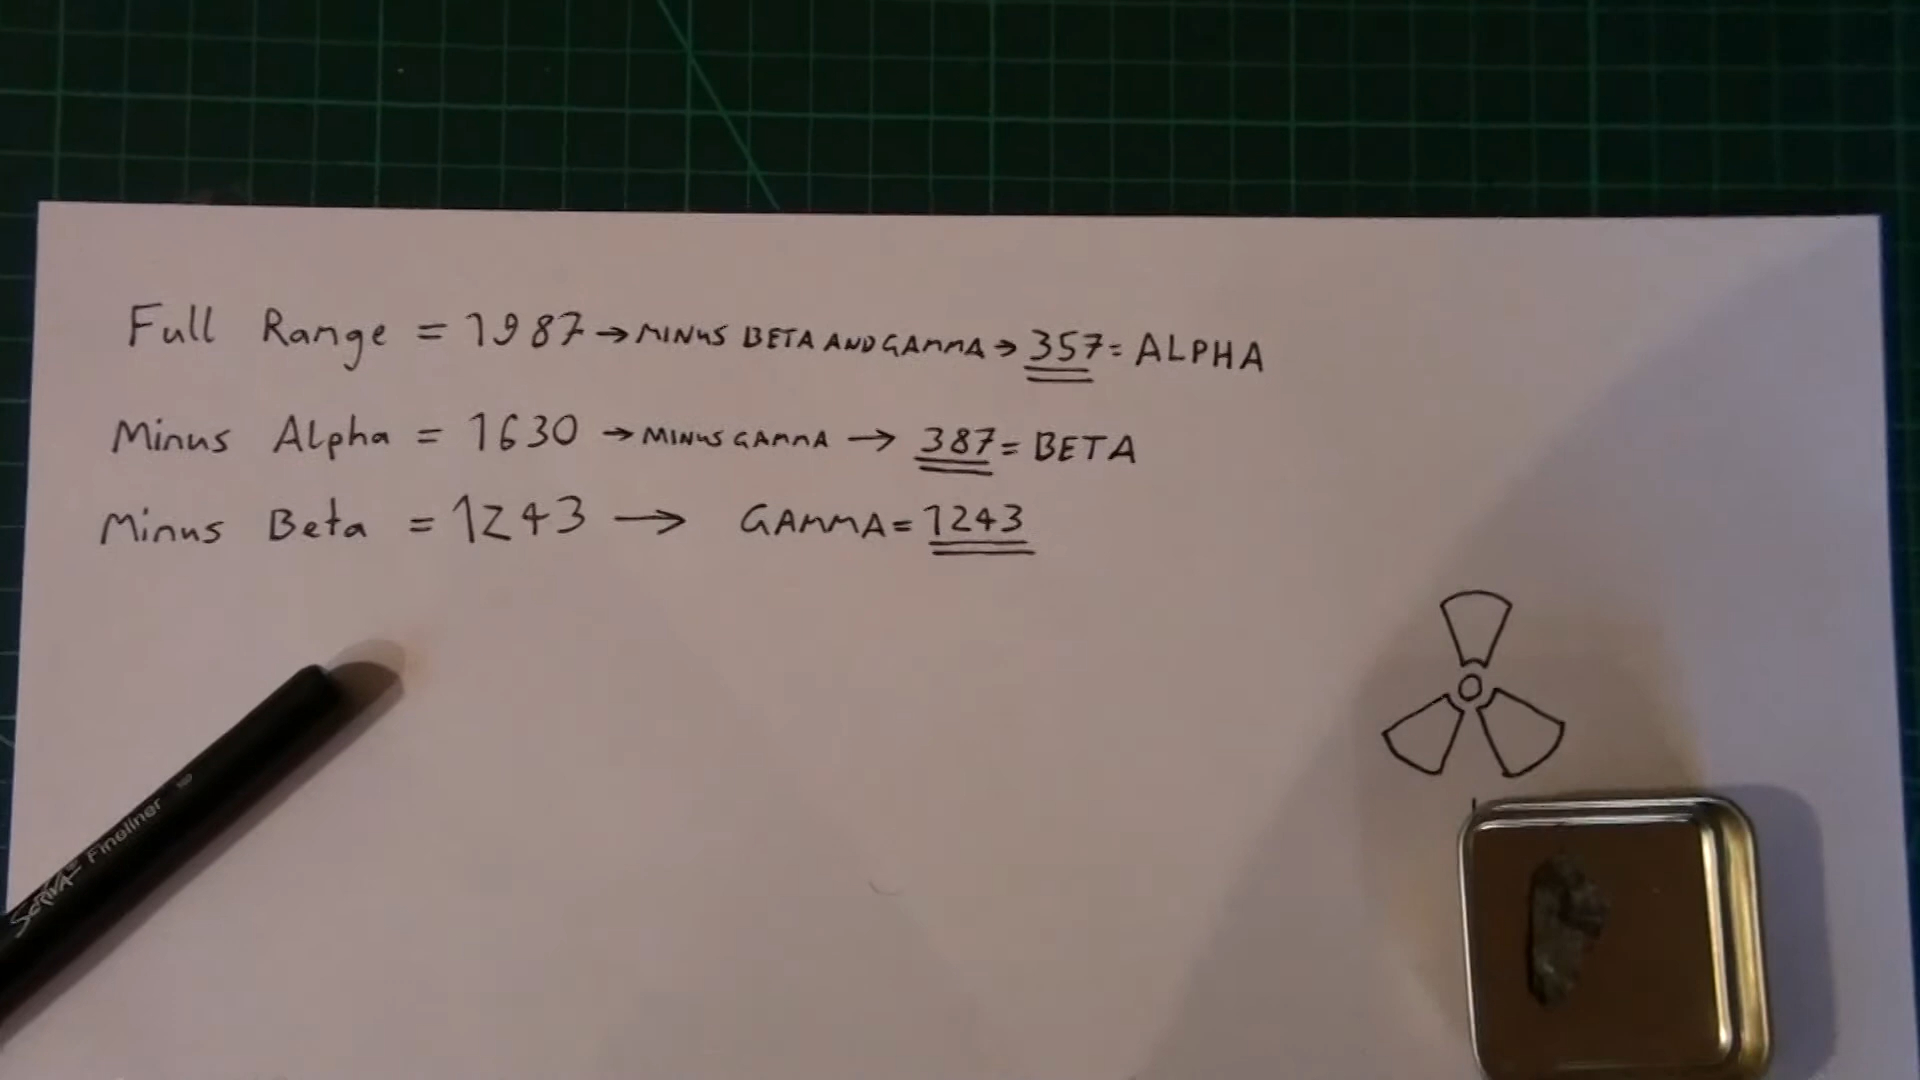 Full Range = 1987 → MINUS BETA AND GAMMA → 357 = ALPHA
Minus Alpha = 1630 → MINUS GAMMA → 387 = BETA
Minus Beta = 1243 → GAMMA = 1243
Scriva Fineliner